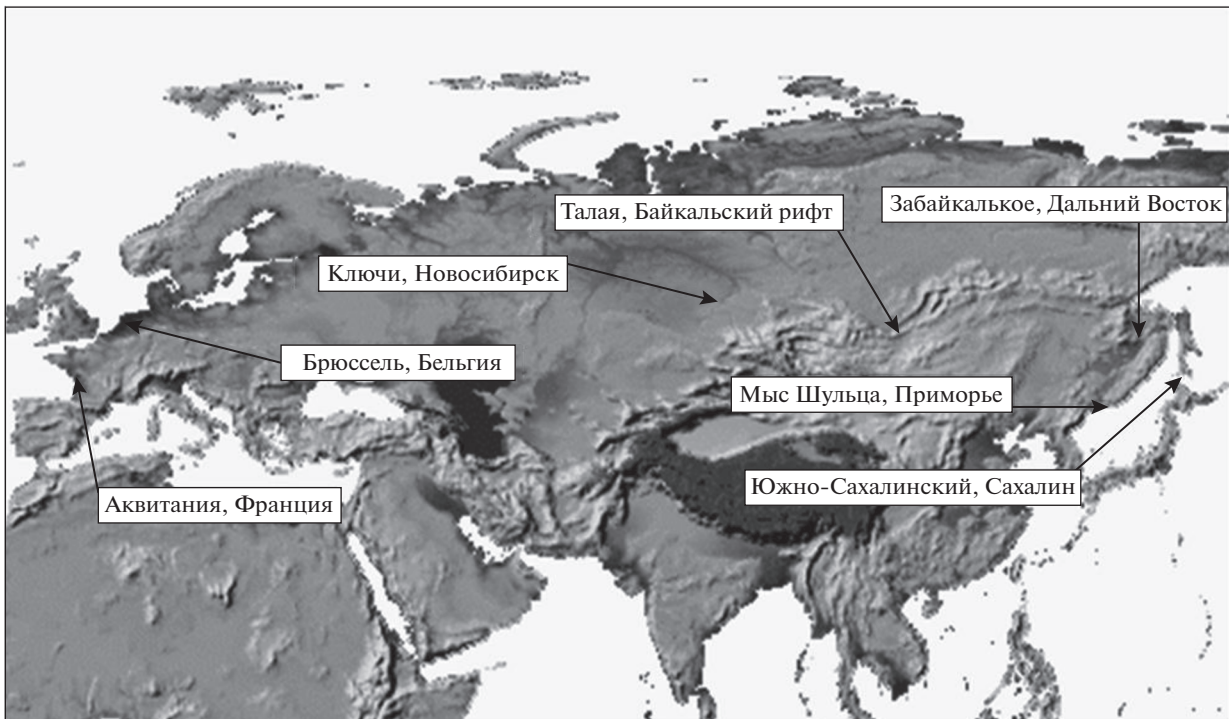 Талая, Байкальский рифт
Забайкалькое, Дальний Восток
Ключи, Новосибирск
Брюссель, Бельгия
Мыс Шульца, Приморье
Южно-Сахалинский, Сахалин
Аквитания, Франция